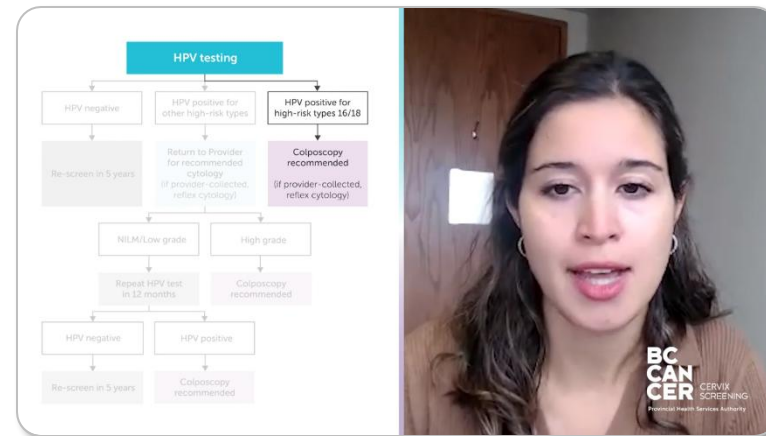 HPV testing
HPV negative
HPV positive for
other high-risk types
HPV positive for
high-risk types 16/18
Re-screen in 5 years
Return to Provider
for recommended
cytology
(if provider-collected,
reflex cytology)
Colposcopy
recommended
(if provider-collected,
reflex cytology)
NILM/Low grade
High grade
Repeat HPV test
in 12 months
Colposcopy
recommended
HPV negative
HPV positive
Re-screen in 5 years
Colposcopy
recommended
BC
CAN
CER
CERVIX
SCREENING
Provincial Health Services Authority